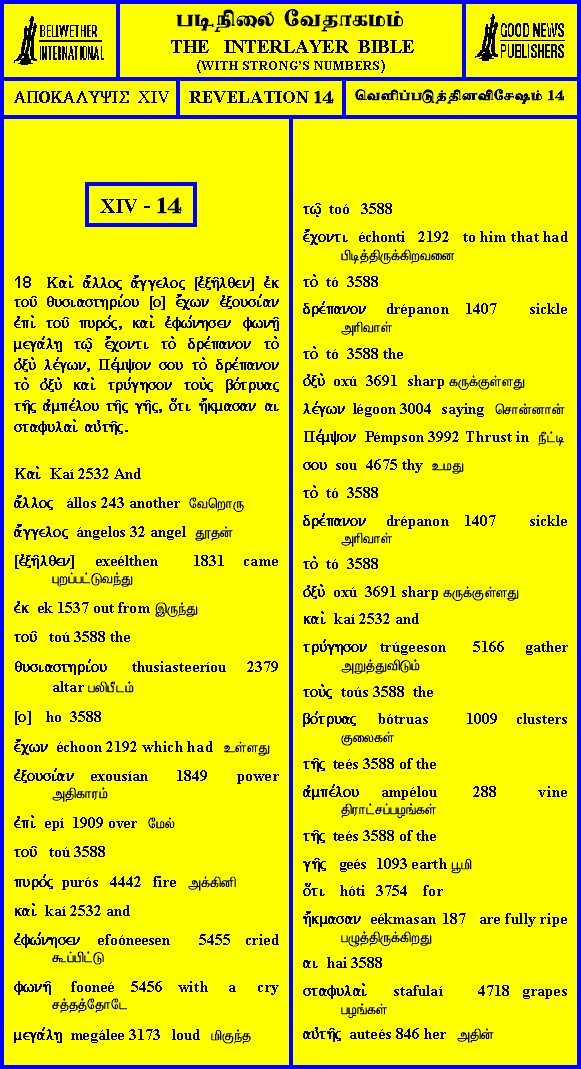 BELLWETHER
INTERNATIONAL
படிநிலை வேதாகமம்
THE INTERLAYER BIBLE
(WITH STRONG'S NUMBERS)
GOOD NEWS
PUBLISHERS
ΑΠΟΚΑΛΥΨΙΣ XIV
REVELATION 14
வெளிப்படுத்தினவிசேஷம் 14
XIV - 14
18 Καὶ ἄλλος ἄγγελος [ἐξῆλθεν] ἐκ
τοῦ θυσιαστηρίου [ο] ἔχων ἐξουσίαν
ἐπὶ τοῦ πυρός, καὶ ἐφώνησεν φωνῇ
μεγάλῃ τῷ ἔχοντι τὸ δρέπανον τὸ
ὀξὺ λέγων, Πέμψον σου τὸ δρέπανον
τὸ ὀξὺ καὶ τρύγησον τοὺς βότρυας
τῆς ἀμπέλου τῆς γῆς, ὅτι ἤκμασαν αι
σταφυλαὶ αὐτῆς.
Καὶ Kaí 2532 And
ἄλλος állos 243 another வேறொரு
ἄγγελος ángelos 32 angel தூதன்
[ἐξῆλθεν] exeélthen 1831 came
புறப்பட்டுவந்து
ἐκ ek 1537 out from இருந்து
τοῦ toú 3588 the
θυσιαστηρίου thusiasteeríou 2379
altar பலிபீடம்
[ο] ho 3588
ἔχων échoon 2192 which had உள்ளது
ἐξουσίαν exousían 1849 power
அதிகாரம்
ἐπὶ epí 1909 over மேல்
τοῦ toú 3588
πυρός purós 4442 fire அக்கினி
καὶ kaí 2532 and
ἐφώνησεν efoóneesen 5455 cried
கூப்பிட்டு
φωνῇ fooneé 5456 with a cry
சத்தத்தோடே
μεγάλῃ megálee 3173 loud மிகுந்த
τῷ toó 3588
ἔχοντι échonti 2192 to him that had
பிடித்திருக்கிறவனை
τὸ tó 3588
δρέπανον drépanon 1407 sickle
அரிவாள்
τὸ tó 3588 the
ὀξὺ oxú 3691 sharp கருக்குள்ளது
λέγων légoon 3004 saying சொன்னான்
Πέμψον Pémpson 3992 Thrust in நீட்டி
σου sou 4675 thy உமது
τὸ tó 3588
δρέπανον drépanon 1407 sickle
அரிவாள்
τὸ tó 3588
ὀξὺ oxú 3691 sharp கருக்குள்ளது
καὶ kaí 2532 and
τρύγησον trúgeeson 5166 gather
அறுத்துவிடும்
τοὺς toús 3588 the
βότρυας bótruas 1009 clusters
குலைகள்
τῆς teés 3588 of the
ἀμπέλου ampélou 288 vine
திராட்சப்பழங்கள்
τῆς teés 3588 of the
γῆς geés 1093 earth பூமி
ὅτι hóti 3754 for
ἤκμασαν eékmasan 187 are fully ripe
பழுத்திருக்கிறது
αι hai 3588
σταφυλαὶ stafulaí 4718 grapes
பழங்கள்
αὐτῆς auteés 846 her அதின்